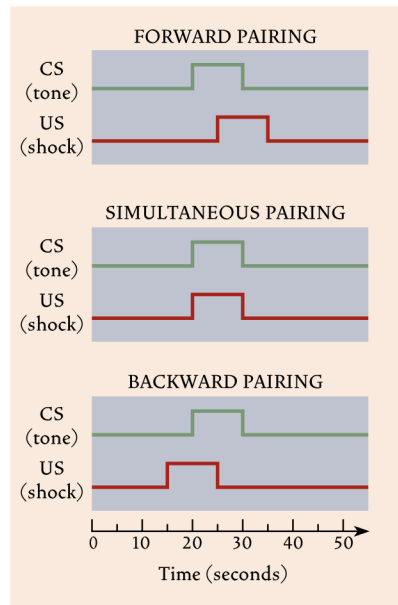 FORWARD PAIRING
CS
(tone)
US
(shock)
SIMULTANEOUS PAIRING
CS
(tone)
US
(shock)
BACKWARD PAIRING
CS
(tone)
US
(shock)
0 10 20 30 40 50
Time (seconds)